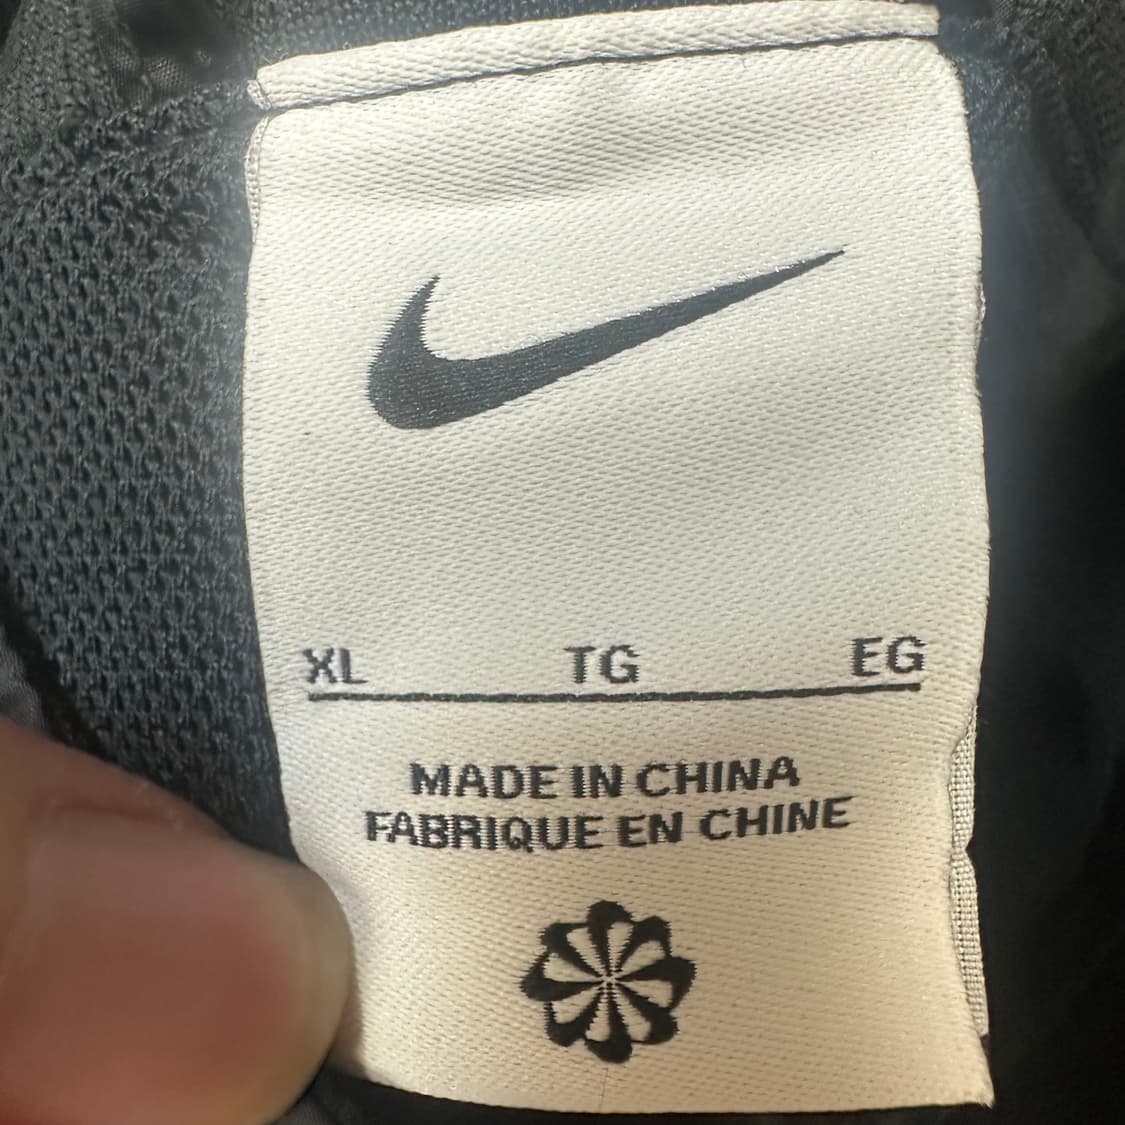 XL TG EG
MADE IN CHINA
FABRIQUE EN CHINE